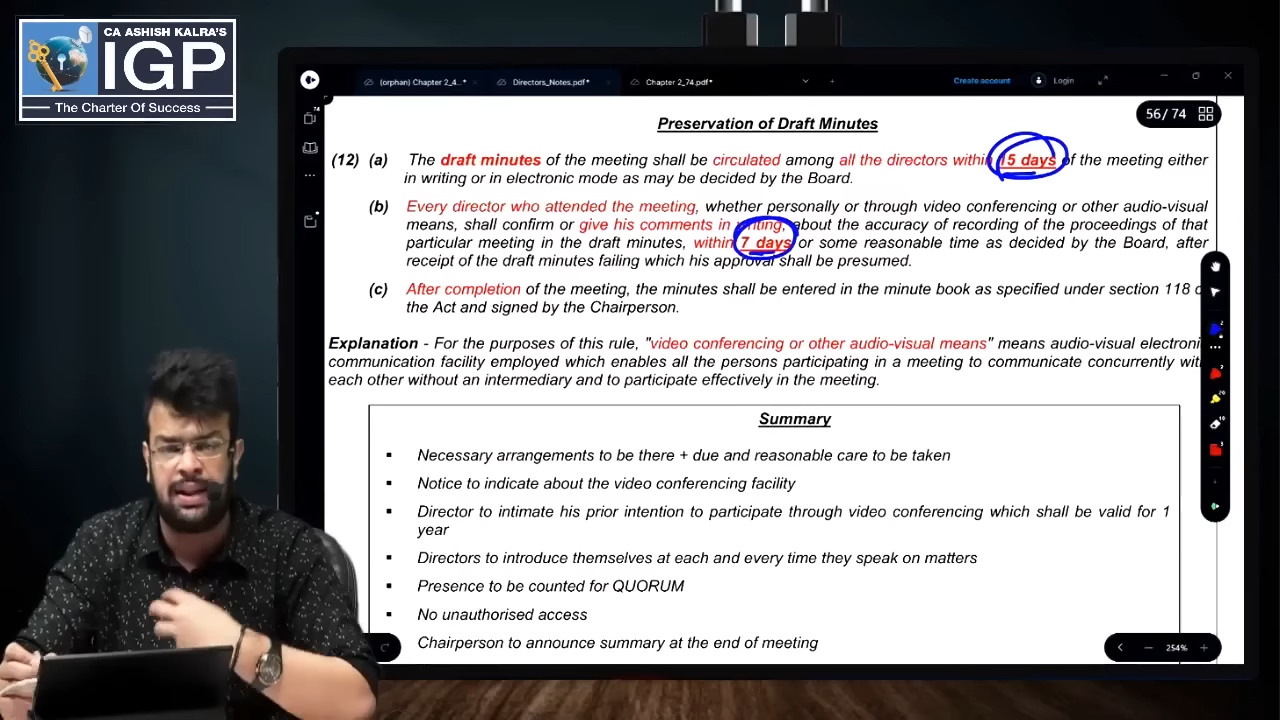 CA ASHISH KALRA'S
IGP
The Charter Of Success
(orphan) Chapter 2_4...*
Directors_Notes.pdf*
Chapter 2_74.pdf*
Create account
Login
74
56/ 74
Preservation of Draft Minutes
(12) (a) The draft minutes of the meeting shall be circulated among all the directors within 15 days of the meeting either
in writing or in electronic mode as may be decided by the Board.
(b) Every director who attended the meeting, whether personally or through video conferencing or other audio-visual
means, shall confirm or give his comments in writing, about the accuracy of recording of the proceedings of that
particular meeting in the draft minutes, within 7 days or some reasonable time as decided by the Board, after
receipt of the draft minutes failing which his approval shall be presumed.
(c) After completion of the meeting, the minutes shall be entered in the minute book as specified under section 118 o
the Act and signed by the Chairperson.
Explanation - For the purposes of this rule, "video conferencing or other audio-visual means" means audio-visual electroni
communication facility employed which enables all the persons participating in a meeting to communicate concurrently wit
each other without an intermediary and to participate effectively in the meeting.
Summary
▪ Necessary arrangements to be there + due and reasonable care to be taken
▪ Notice to indicate about the video conferencing facility
▪ Director to intimate his prior intention to participate through video conferencing which shall be valid for 1
year
▪ Directors to introduce themselves at each and every time they speak on matters
▪ Presence to be counted for QUORUM
▪ No unauthorised access
Chairperson to announce summary at the end of meeting
254%